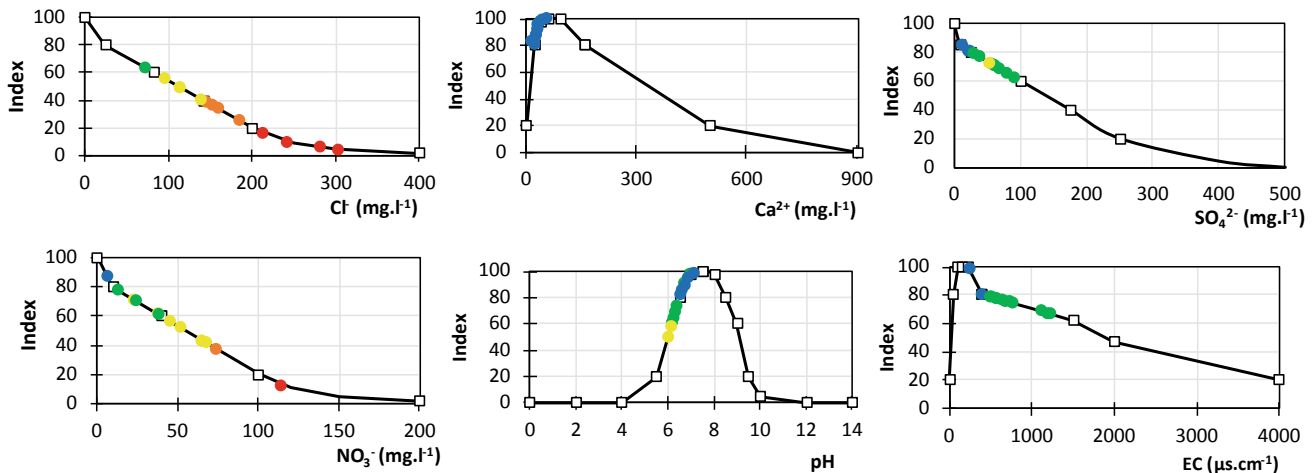 100
80
60
40
20
0
Index
0 100 200 300 400
Cl⁻ (mg.l⁻¹)
100
80
60
40
20
0
Index
0 300 600 900
Ca²⁺ (mg.l⁻¹)
100
80
60
40
20
0
Index
0 100 200 300 400 500
SO₄²⁻ (mg.l⁻¹)
100
80
60
40
20
0
Index
0 50 100 150 200
NO₃⁻ (mg.l⁻¹)
100
80
60
40
20
0
Index
0 2 4 6 8 10 12 14
pH
100
80
60
40
20
0
Index
0 1000 2000 3000 4000
EC (µs.cm⁻¹)